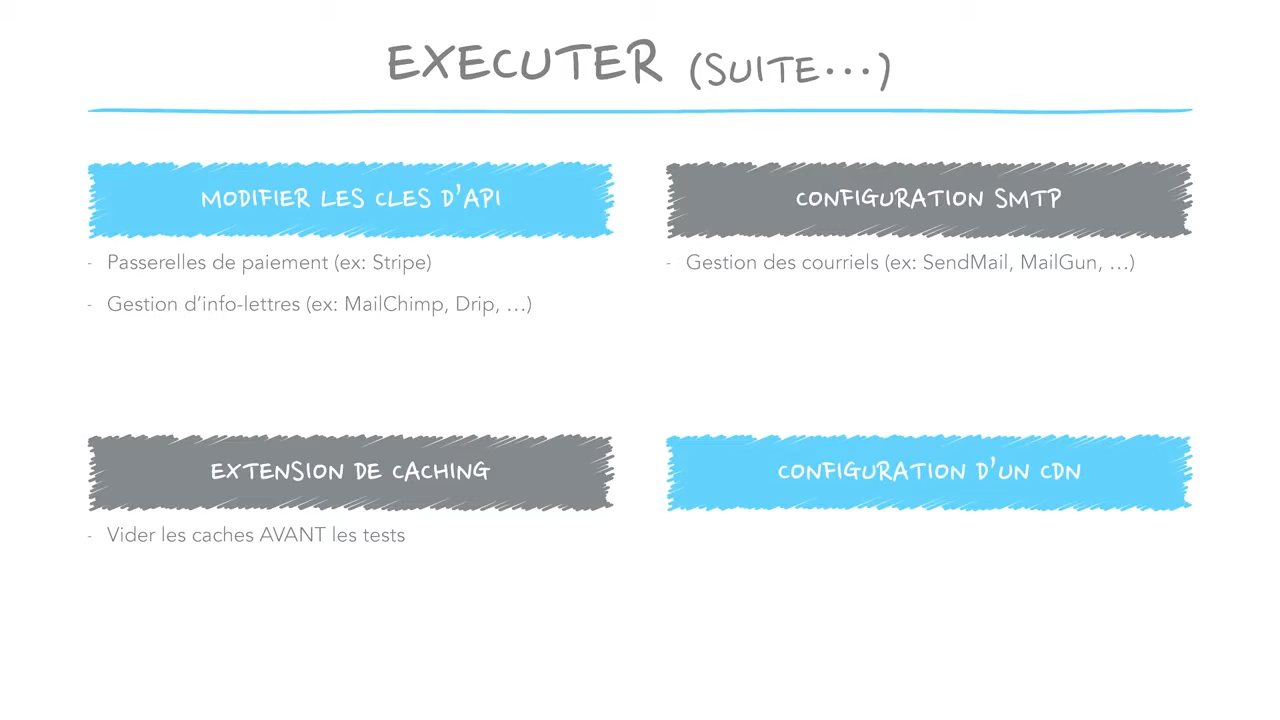 EXECUTER (SUITE...)
MODIFIER LES CLES D'API
- Passerelles de paiement (ex: Stripe)
- Gestion d'info-lettres (ex: MailChimp, Drip, ...)
CONFIGURATION SMTP
- Gestion des courriels (ex: SendMail, MailGun, ...)
EXTENSION DE CACHING
- Vider les caches AVANT les tests
CONFIGURATION D'UN CDN